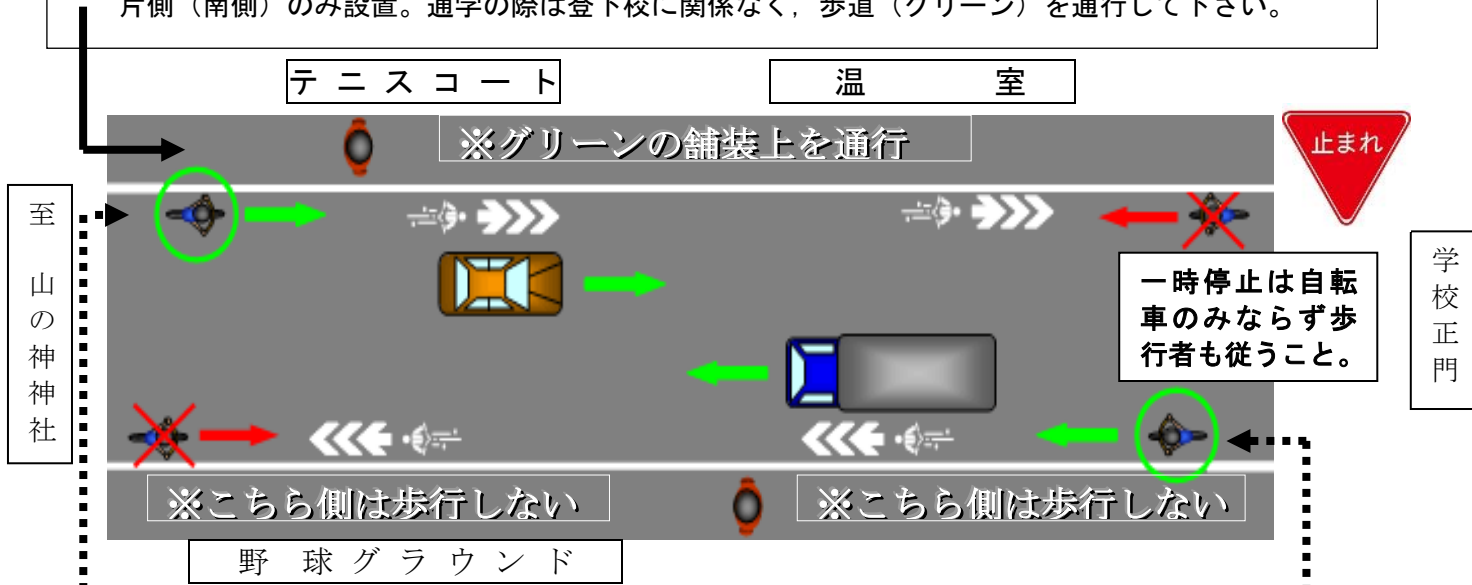 片側（南側）のみ設置。通学の際は登下校に関係なく，歩道（グリーン）を通行して下さい。
テニスコート
温室
※グリーンの舗装上を通行
止まれ
至 山の神神社
学校正門
一時停止は自転
車のみならず歩
行者も従うこと。
※こちら側は歩行しない
※こちら側は歩行しない
野球グラウンド